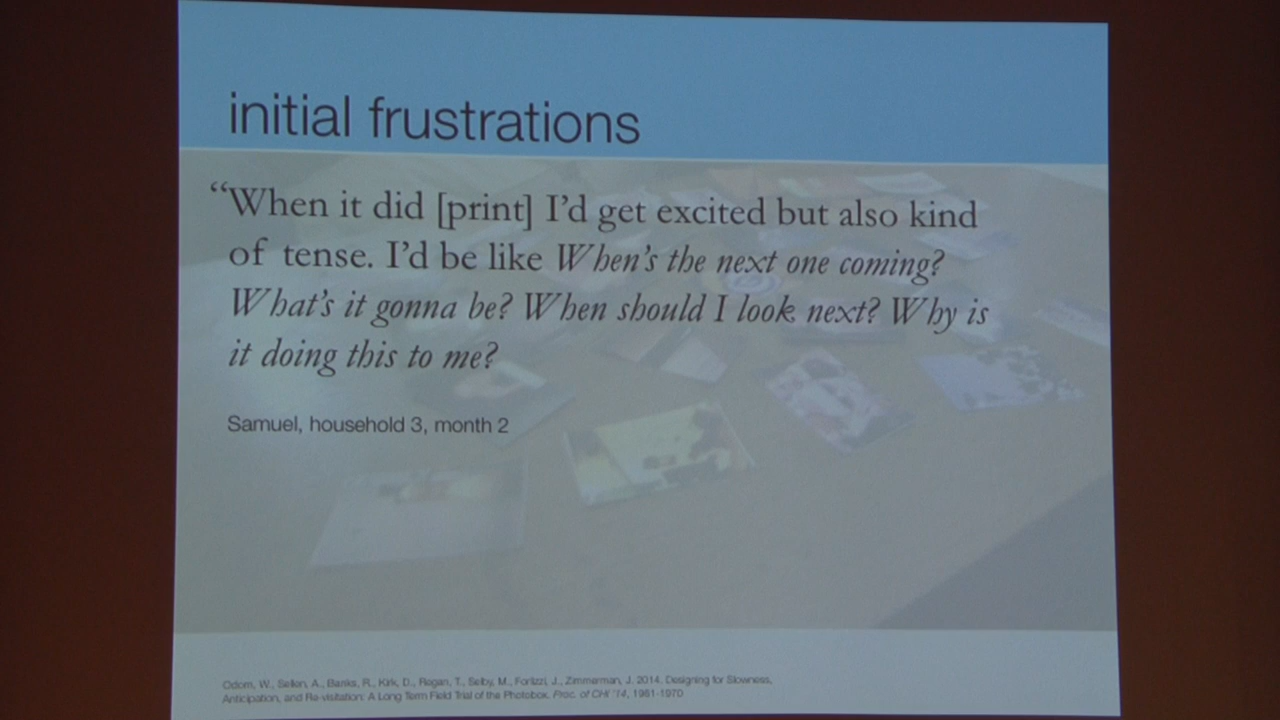 initial frustrations
“When it did [print] I’d get excited but also kind
of tense. I’d be like When’s the next one coming?
What’s it gonna be? When should I look next? Why is
it doing this to me?
Samuel, household 3, month 2
Odom, W., Sellen, A., Banks, R., Kirk, D., Regan, T., Selby, M., Forlizzi, J., Zimmerman, J. 2014. Designing for Slowness,
Anticipation, and Re-visitation: A Long Term Field Trial of the Photobox. Proc. of CHI '14, 1961-1970